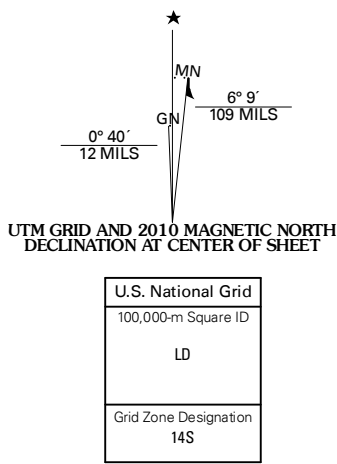 MN
6° 9´
109 MILS
GN
0° 40´
12 MILS
UTM GRID AND 2010 MAGNETIC NORTH
DECLINATION AT CENTER OF SHEET
U.S. National Grid
100,000-m Square ID
LD
Grid Zone Designation
14S